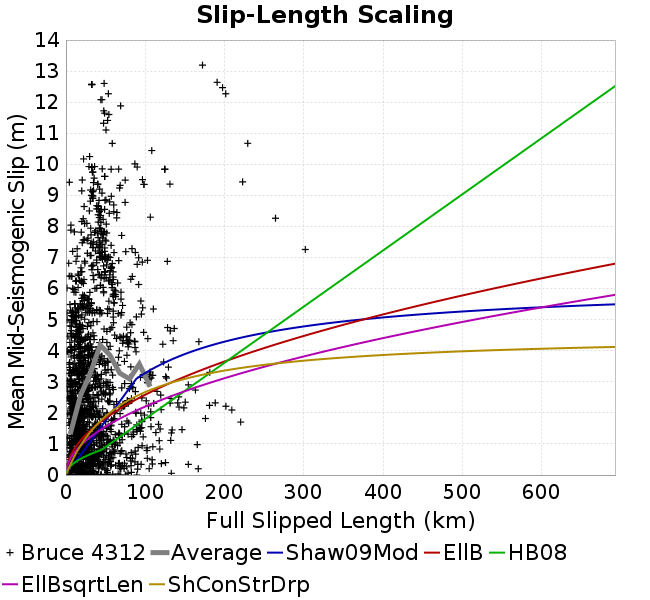 Slip-Length Scaling
Mean Mid-Seismogenic Slip (m)
14
13
12
11
10
9
8
7
6
5
4
3
2
1
0
0 100 200 300 400 500 600
Full Slipped Length (km)
Bruce 4312 Average Shaw09Mod EllB HB08
EllBsqrtLen ShConStrDrp